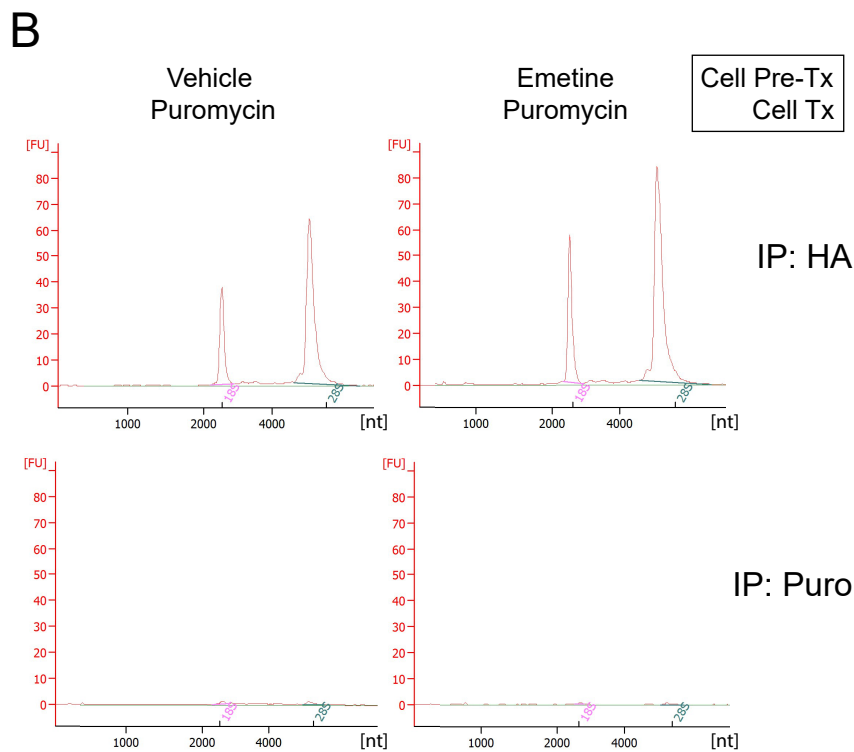 B
Vehicle
Puromycin
Emetine
Puromycin
Cell Pre-Tx
Cell Tx
[FU]
80
70
60
50
40
30
20
10
0
18S
28S
1000
2000
4000
[nt]
[FU]
80
70
60
50
40
30
20
10
0
18S
28S
1000
2000
4000
[nt]
IP: HA
[FU]
80
70
60
50
40
30
20
10
0
18S
28S
1000
2000
4000
[nt]
[FU]
80
70
60
50
40
30
20
10
0
18S
28S
1000
2000
4000
[nt]
IP: Puro